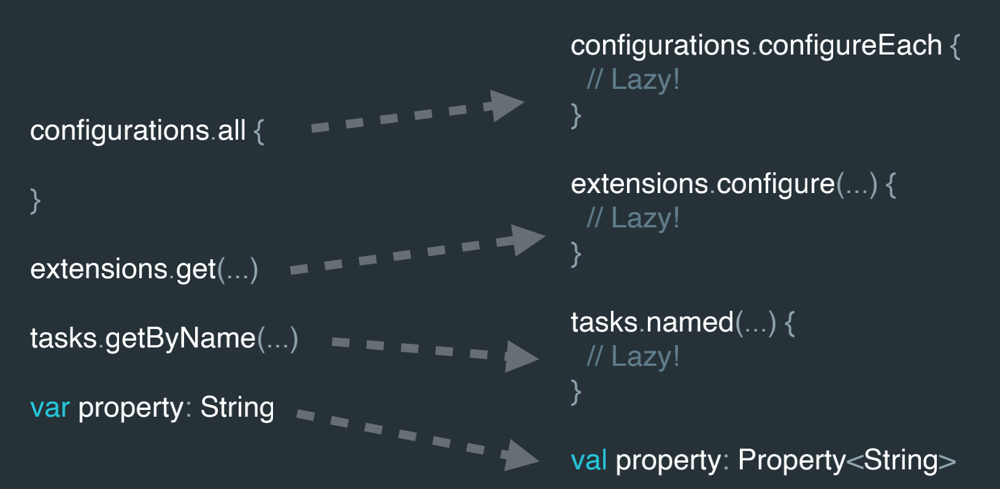 configurations.all {
}
extensions.get(...)
tasks.getByName(...)
var property: String
configurations.configureEach {
// Lazy!
}
extensions.configure(...) {
// Lazy!
}
tasks.named(...) {
// Lazy!
}
val property: Property<String>